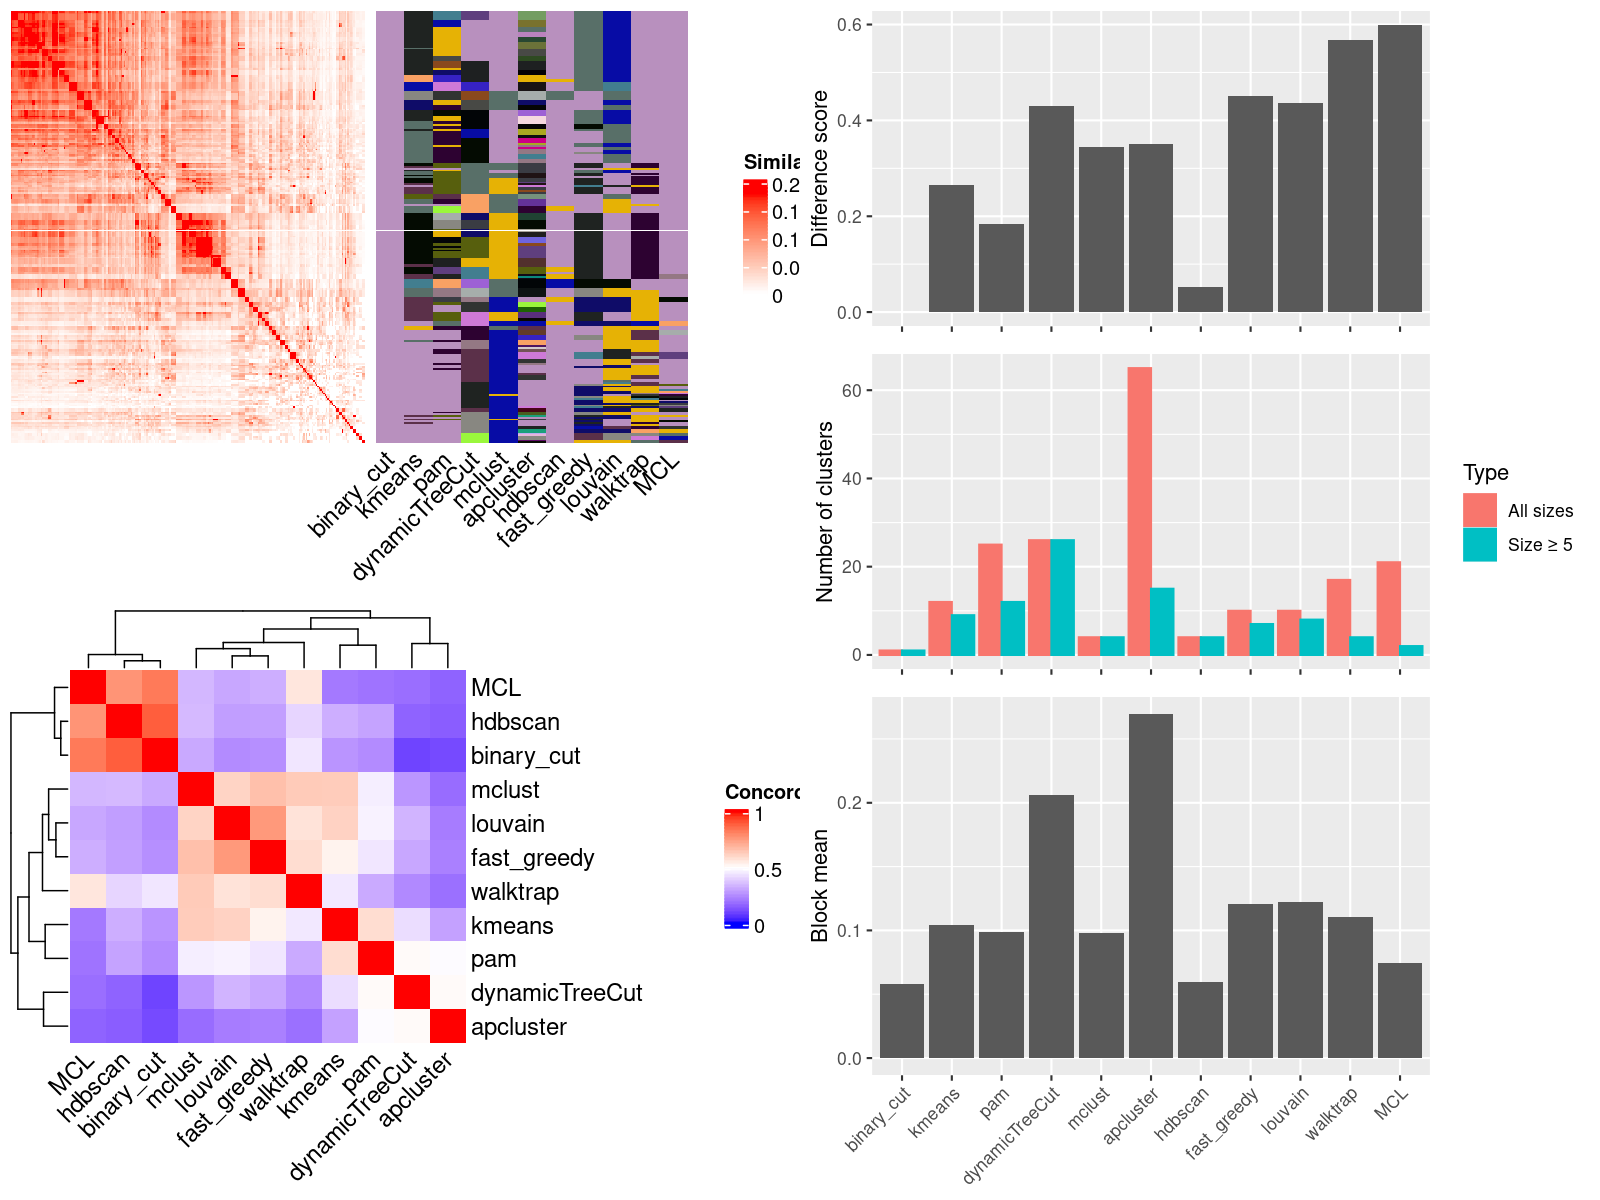 Simila
0.2
0.1
0.1
0.0
0
binary_cut
kmeans
pam
dynamicTreeCut
mclust
apcluster
hdbscan
fast_greedy
louvain
walktrap
MCL
Difference score
0.6
0.4
0.2
0.0
Number of clusters
60
40
20
0
Type
All sizes
Size ≥ 5
MCL
hdbscan
binary_cut
mclust
louvain
fast_greedy
walktrap
kmeans
pam
dynamicTreeCut
apcluster
MCL
hdbscan
binary_cut
mclust
louvain
fast_greedy
walktrap
kmeans
pam
dynamicTreeCut
apcluster
Concord
1
0.5
0
Block mean
0.2
0.1
0.0
binary_cut
kmeans
pam
dynamicTreeCut
mclust
apcluster
hdbscan
fast_greedy
louvain
walktrap
MCL